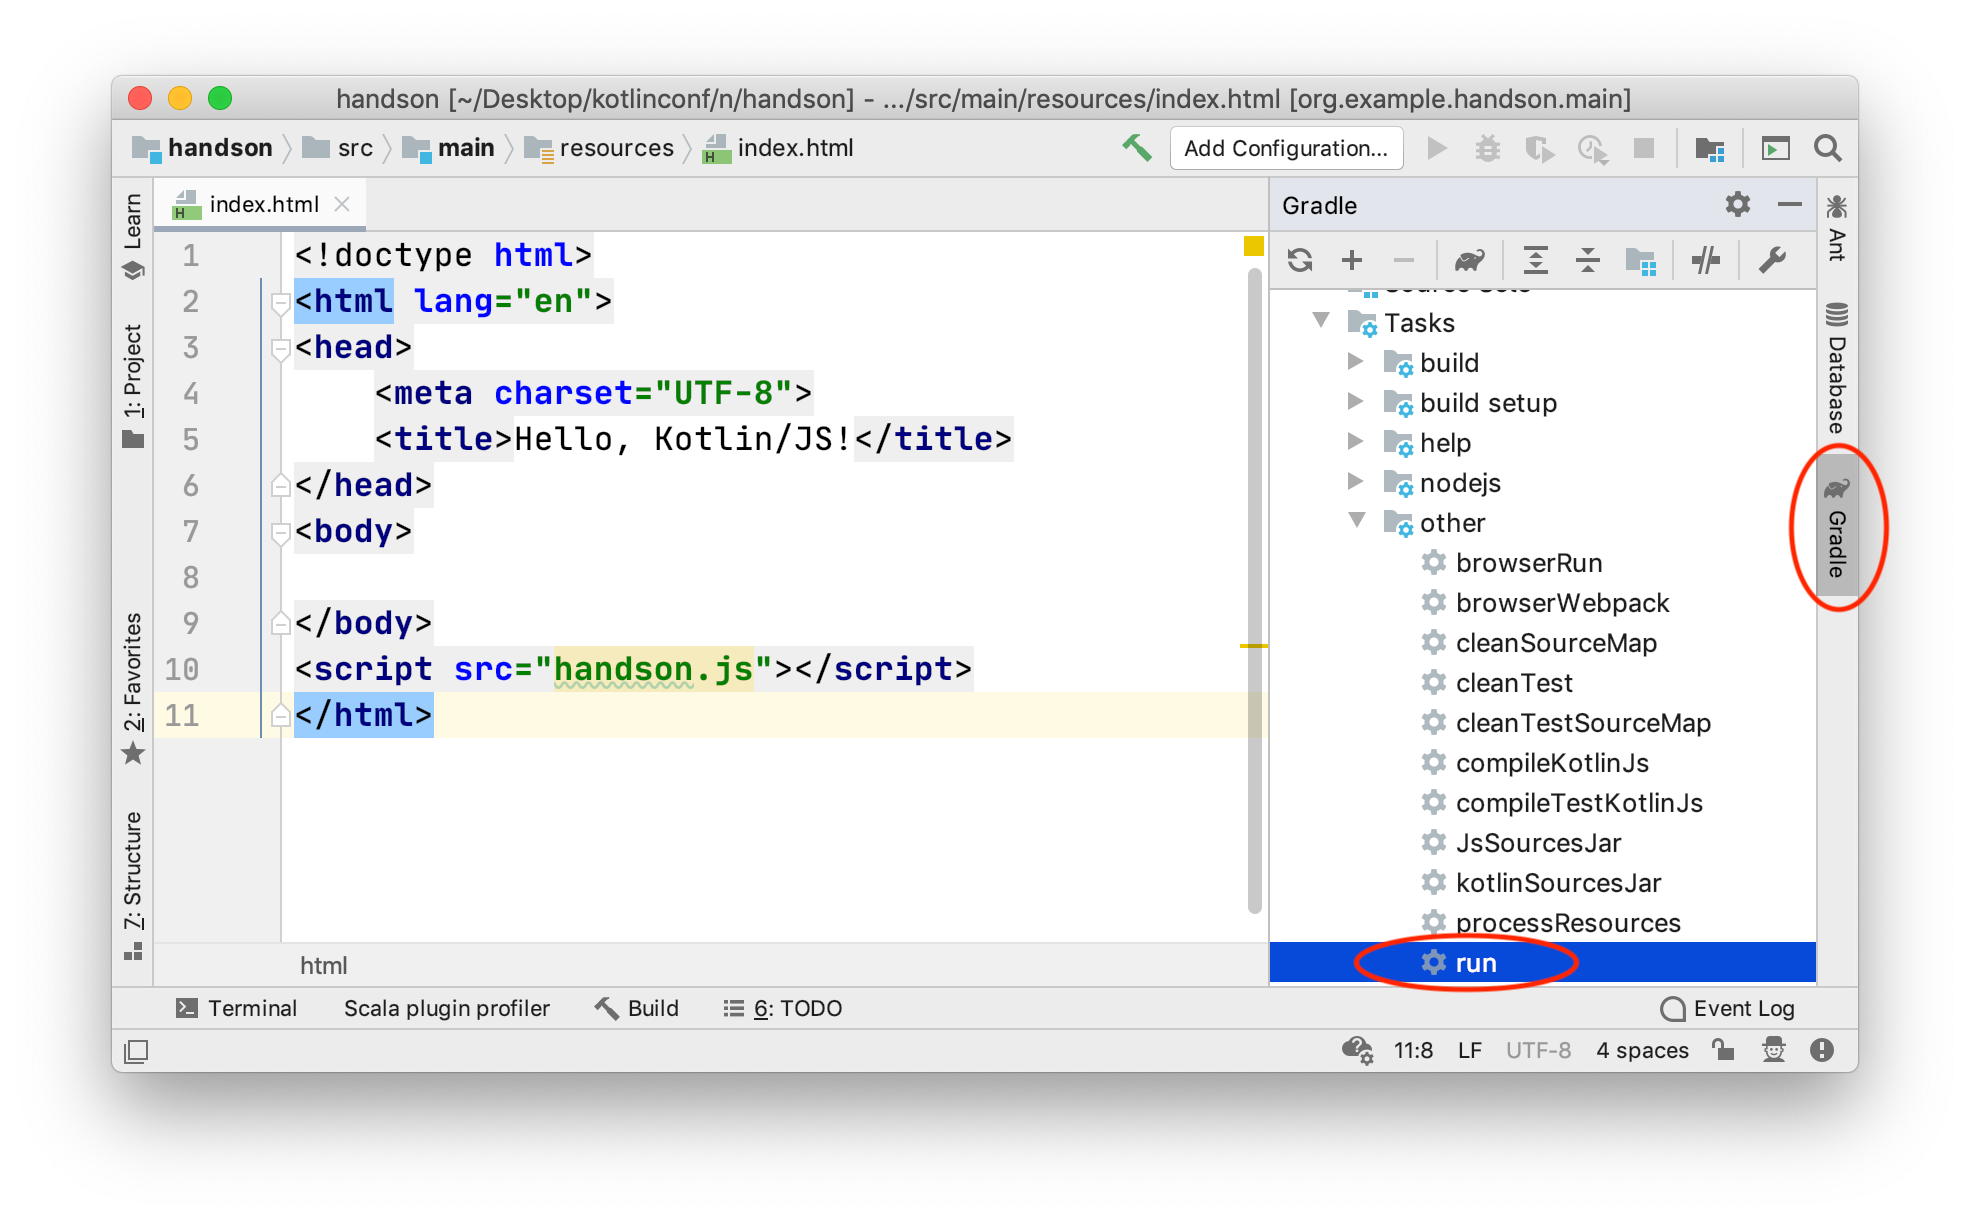 handson [~/Desktop/kotlinconf/n/handson] - .../src/main/resources/index.html [org.example.handson.main]
handson src main resources index.html Add Configuration...
Learn
1: Project
2: Favorites
7: Structure
index.html
1 <!doctype html>
2 <html lang="en">
3 <head>
4 <meta charset="UTF-8">
5 <title>Hello, Kotlin/JS!</title>
6 </head>
7 <body>
8
9 </body>
10 <script src="handson.js"></script>
11 </html>
html
Gradle
Source Sets
Tasks
build
build setup
help
nodejs
other
browserRun
browserWebpack
cleanSourceMap
cleanTest
cleanTestSourceMap
compileKotlinJs
compileTestKotlinJs
JsSourcesJar
kotlinSourcesJar
processResources
run
Ant
Database
Gradle
Terminal Scala plugin profiler Build 6: TODO Event Log
11:8 LF UTF-8 4 spaces